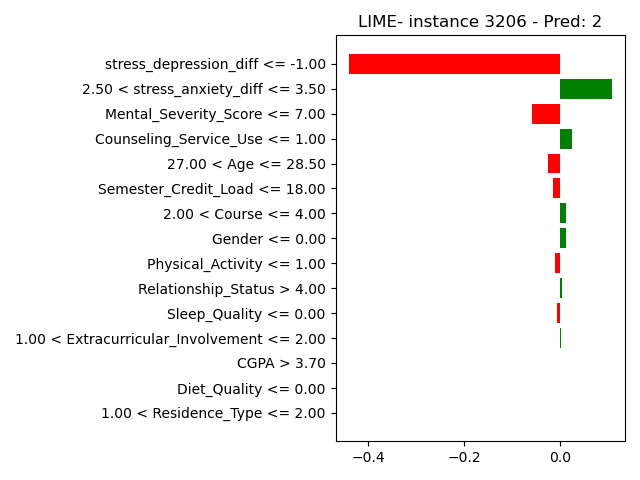 LIME- instance 3206 - Pred: 2
stress_depression_diff <= -1.00
2.50 < stress_anxiety_diff <= 3.50
Mental_Severity_Score <= 7.00
Counseling_Service_Use <= 1.00
27.00 < Age <= 28.50
Semester_Credit_Load <= 18.00
2.00 < Course <= 4.00
Gender <= 0.00
Physical_Activity <= 1.00
Relationship_Status > 4.00
Sleep_Quality <= 0.00
1.00 < Extracurricular_Involvement <= 2.00
CGPA > 3.70
Diet_Quality <= 0.00
1.00 < Residence_Type <= 2.00
−0.4 −0.2 0.0